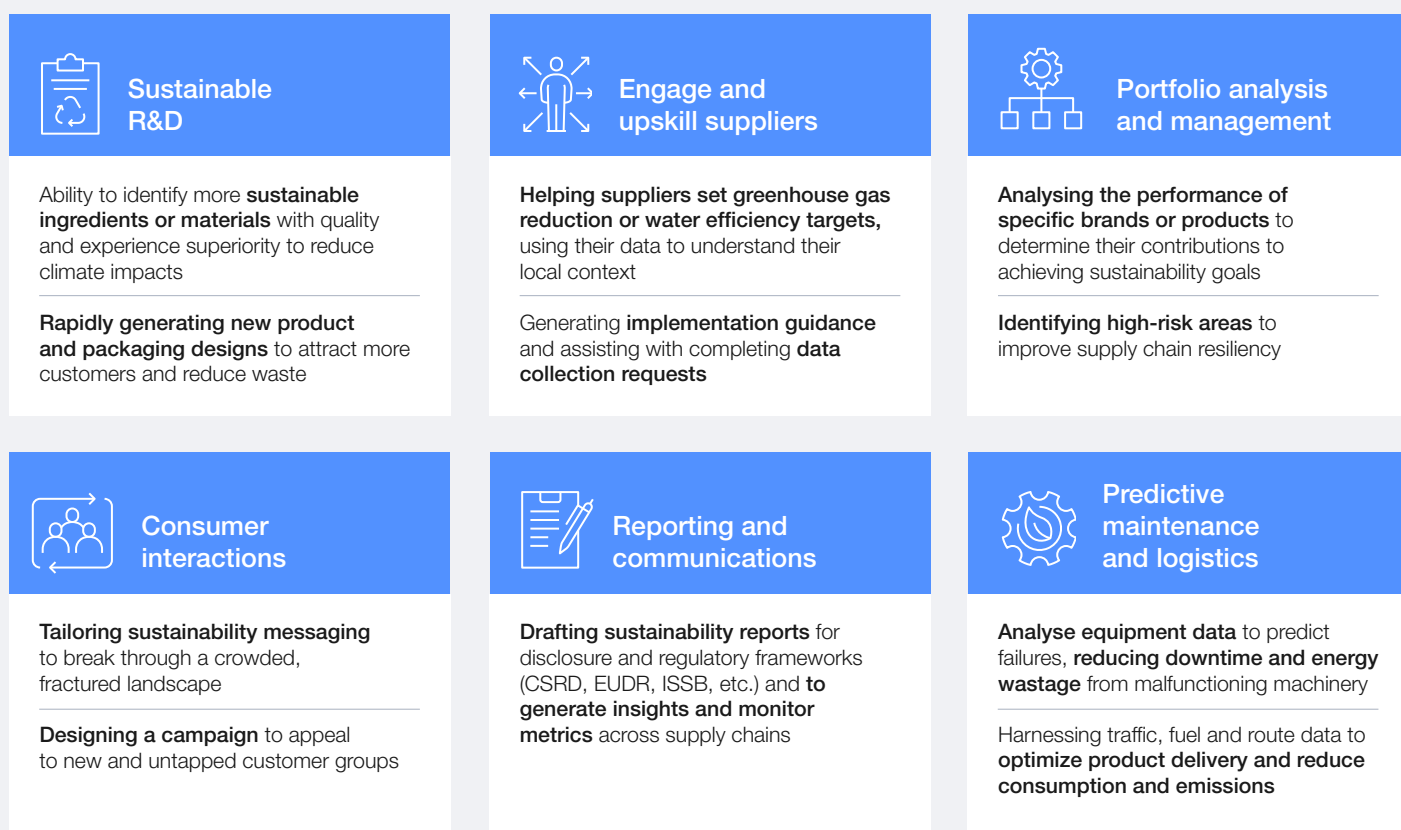 Sustainable
R&D
Ability to identify more sustainable
ingredients or materials with quality
and experience superiority to reduce
climate impacts
Rapidly generating new product
and packaging designs to attract more
customers and reduce waste
Engage and
upskill suppliers
Helping suppliers set greenhouse gas
reduction or water efficiency targets,
using their data to understand their
local context
Generating implementation guidance
and assisting with completing data
collection requests
Portfolio analysis
and management
Analysing the performance of
specific brands or products to
determine their contributions to
achieving sustainability goals
Identifying high-risk areas to
improve supply chain resiliency
Consumer
interactions
Tailoring sustainability messaging
to break through a crowded,
fractured landscape
Designing a campaign to appeal
to new and untapped customer groups
Reporting and
communications
Drafting sustainability reports for
disclosure and regulatory frameworks
(CSRD, EUDR, ISSB, etc.) and to
generate insights and monitor
metrics across supply chains
Predictive
maintenance
and logistics
Analyse equipment data to predict
failures, reducing downtime and energy
wastage from malfunctioning machinery
Harnessing traffic, fuel and route data to
optimize product delivery and reduce
consumption and emissions